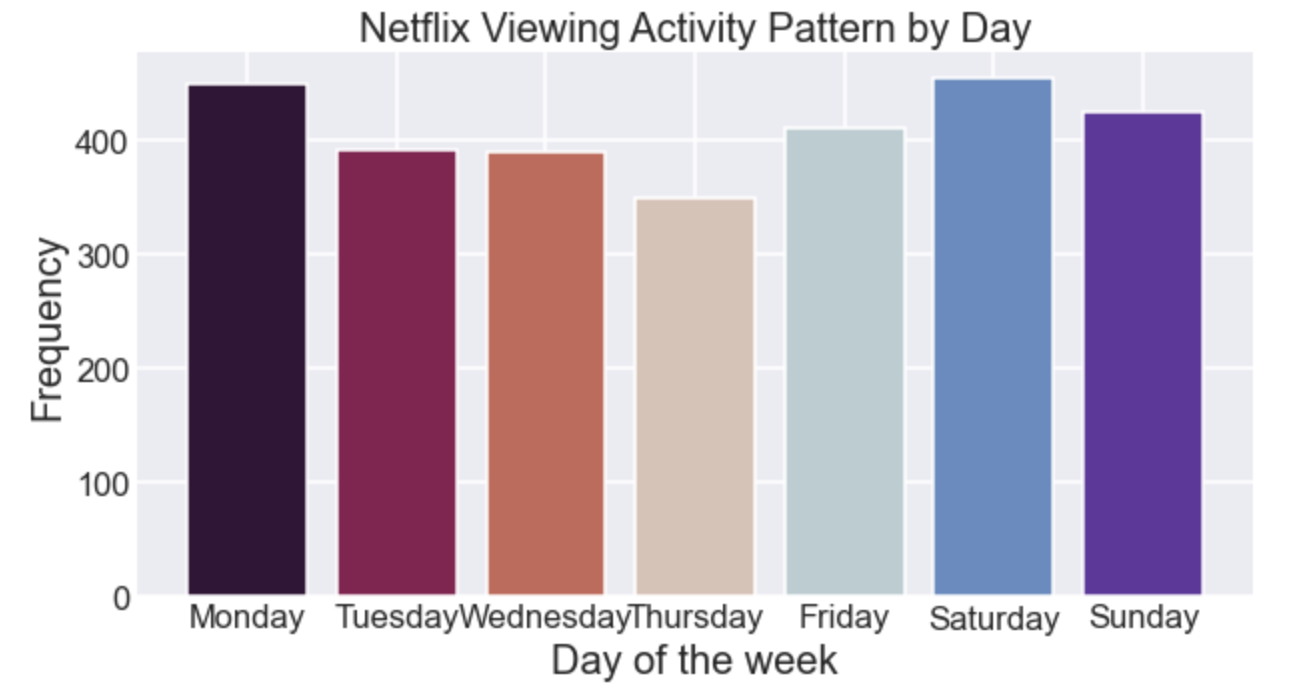 Netflix Viewing Activity Pattern by Day
Frequency
400
300
200
100
0
Monday Tuesday Wednesday Thursday Friday Saturday Sunday
Day of the week